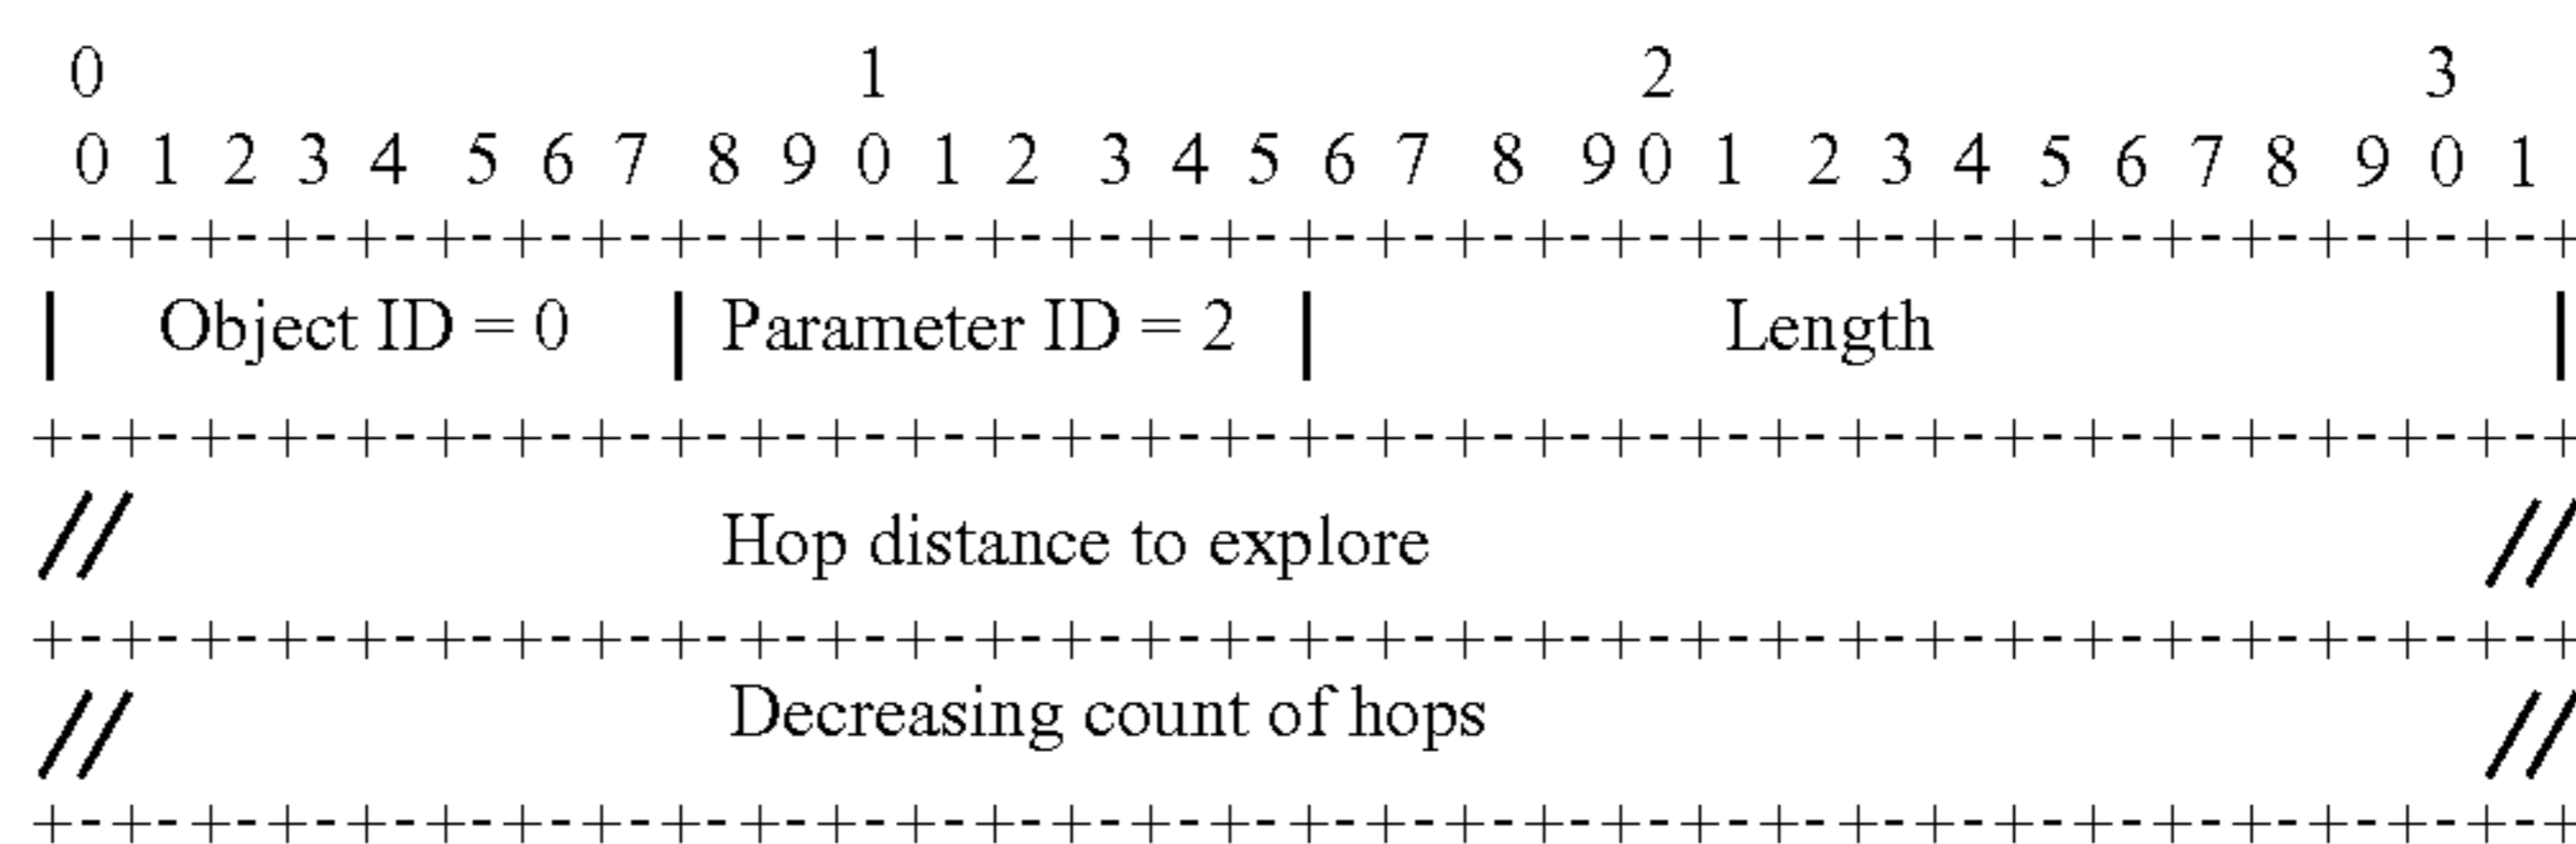 0 1 2 3
0 1 2 3 4 5 6 7 8 9 0 1 2 3 4 5 6 7 8 9 0 1 2 3 4 5 6 7 8 9 0 1
+-+-+-+-+-+-+-+-+-+-+-+-+-+-+-+-+-+-+-+-+-+-+-+-+-+-+-+-+-+-+-+-+
| Object ID = 0 | Parameter ID = 2 | Length |
+-+-+-+-+-+-+-+-+-+-+-+-+-+-+-+-+-+-+-+-+-+-+-+-+-+-+-+-+-+-+-+-+
// Hop distance to explore //
+-+-+-+-+-+-+-+-+-+-+-+-+-+-+-+-+-+-+-+-+-+-+-+-+-+-+-+-+-+-+-+-+
// Decreasing count of hops //
+-+-+-+-+-+-+-+-+-+-+-+-+-+-+-+-+-+-+-+-+-+-+-+-+-+-+-+-+-+-+-+-+